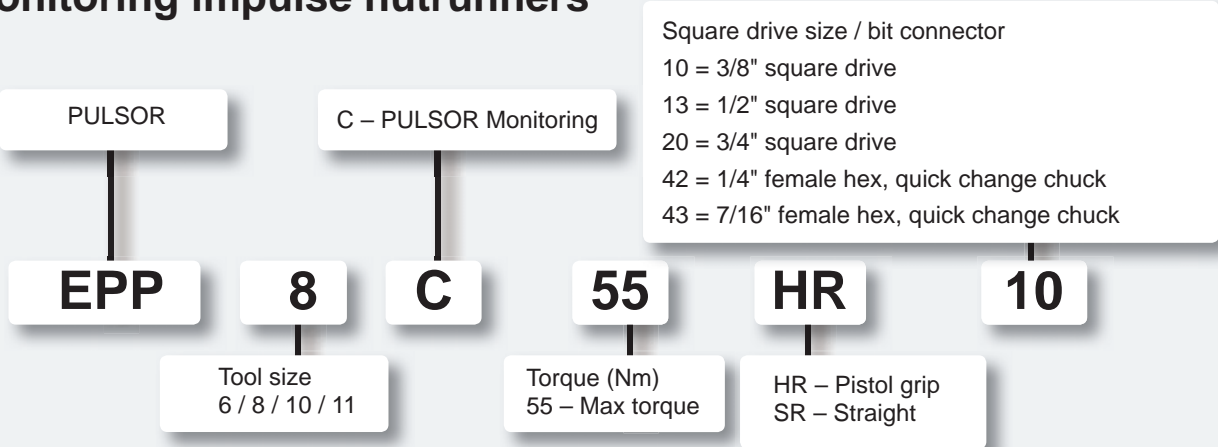 impulse nutrunners
Square drive size / bit connector
10 = 3/8" square drive
13 = 1/2" square drive
20 = 3/4" square drive
42 = 1/4" female hex, quick change chuck
43 = 7/16" female hex, quick change chuck
PULSOR
C – PULSOR Monitoring
EPP 8 C 55 HR 10
Tool size
6 / 8 / 10 / 11
Torque (Nm)
55 – Max torque
HR – Pistol grip
SR – Straight